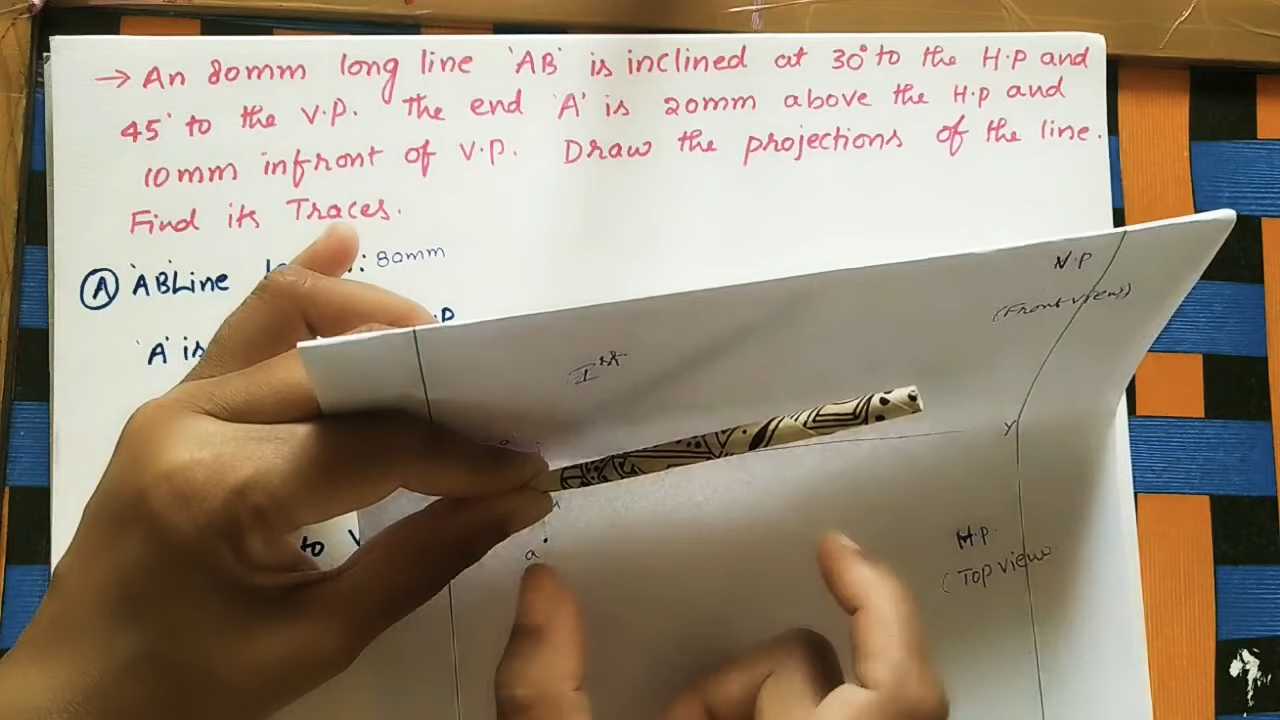 → An 80mm long line 'AB' is inclined at 30° to the H.P and
45° to the V.P. The end 'A' is 20mm above the H.P and
10mm infront of V.P. Draw the projections of the line.
Find its Traces.
Ⓐ 'AB' Line : 80mm
'A' is
to V
V.P
(Front view)
Ist
a'
Y
a
H.P.
(Top view